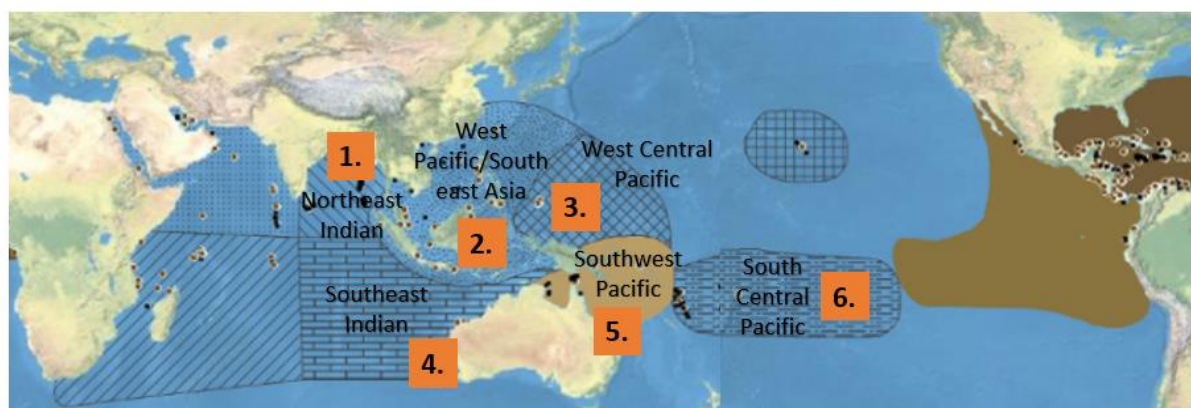 1.
Northeast
Indian
West
Pacific/South
east Asia
2.
West Central
Pacific
3.
Southeast
Indian
4.
Southwest
Pacific
5.
South
Central
Pacific
6.